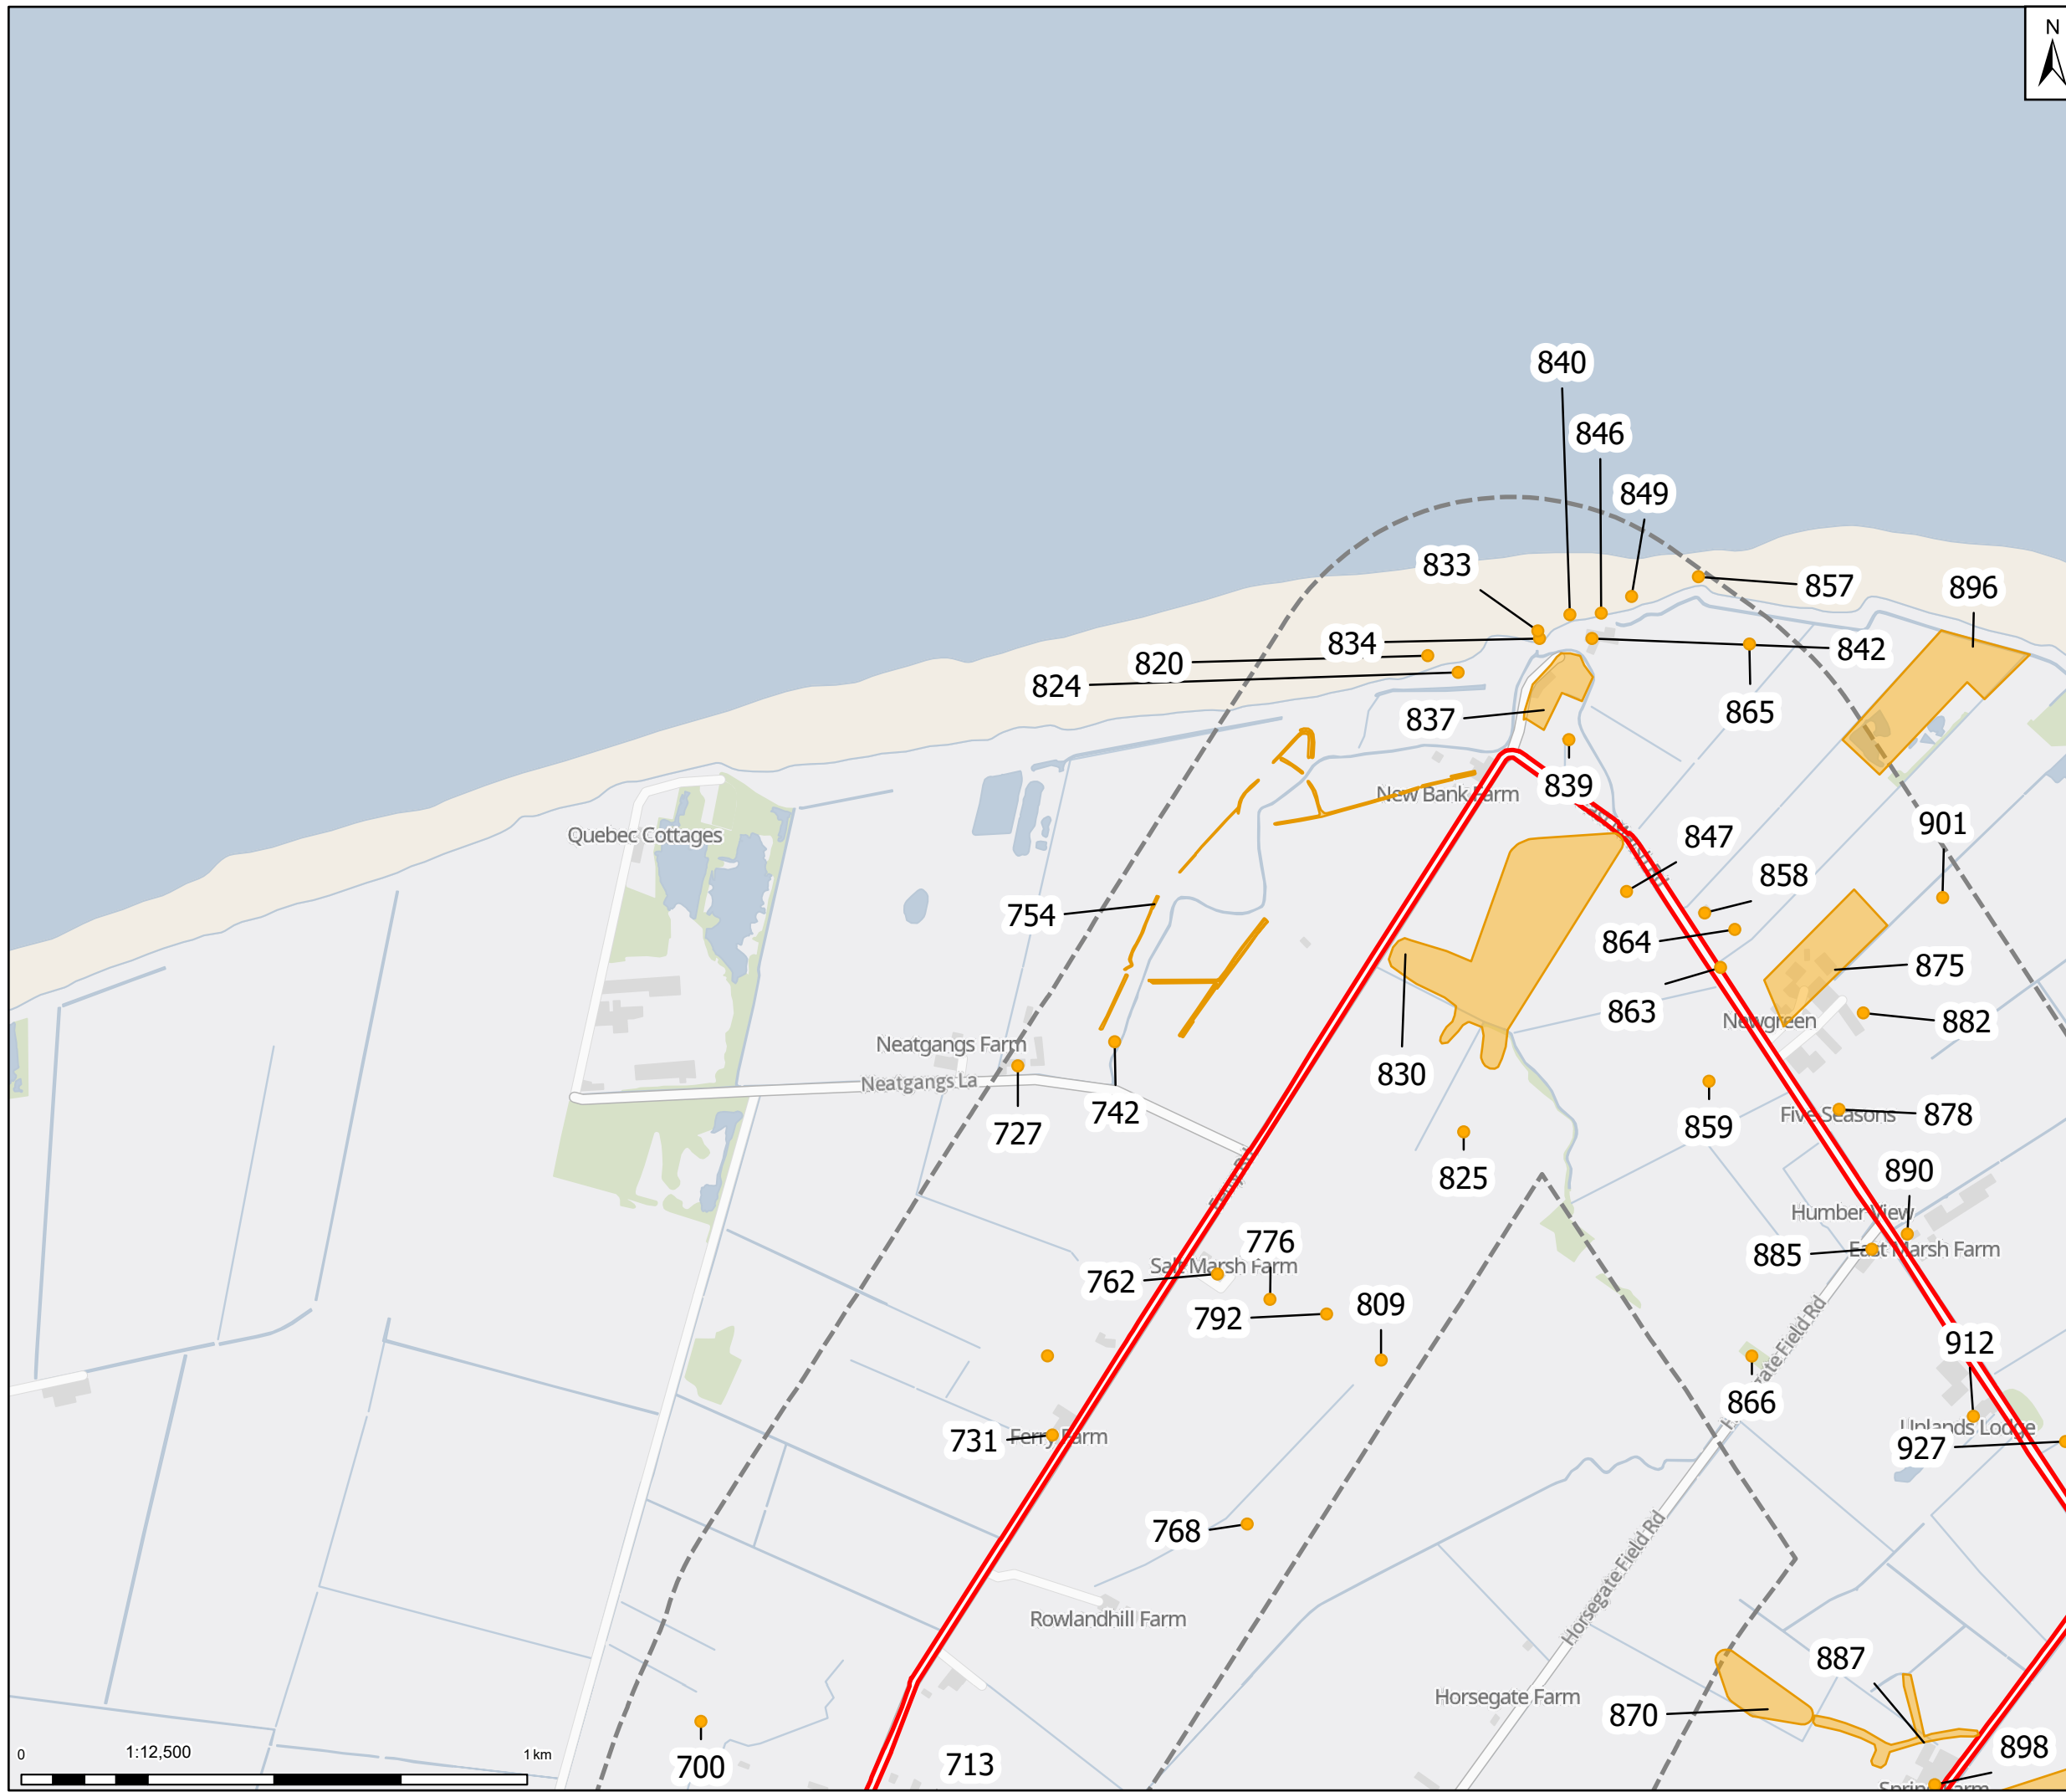 N
840
846
849
833
857
896
834
842
820
824
865
837
839
New Bank Farm
Quebec Cottages
847
901
858
754
864
875
863
Newgreen
882
Neatgangs Farm
830
Neatgangs La
742
878
Five Seasons
727
859
825
890
Humber View
776
East Marsh Farm
885
Salt Marsh Farm
762
792
809
912
866
Uplands Lodge
731
Ferry Farm
927
768
Horsegate Field Rd
Rowlandhill Farm
887
Horsegate Farm
870
898
0
1:12,500
1 km
700
713